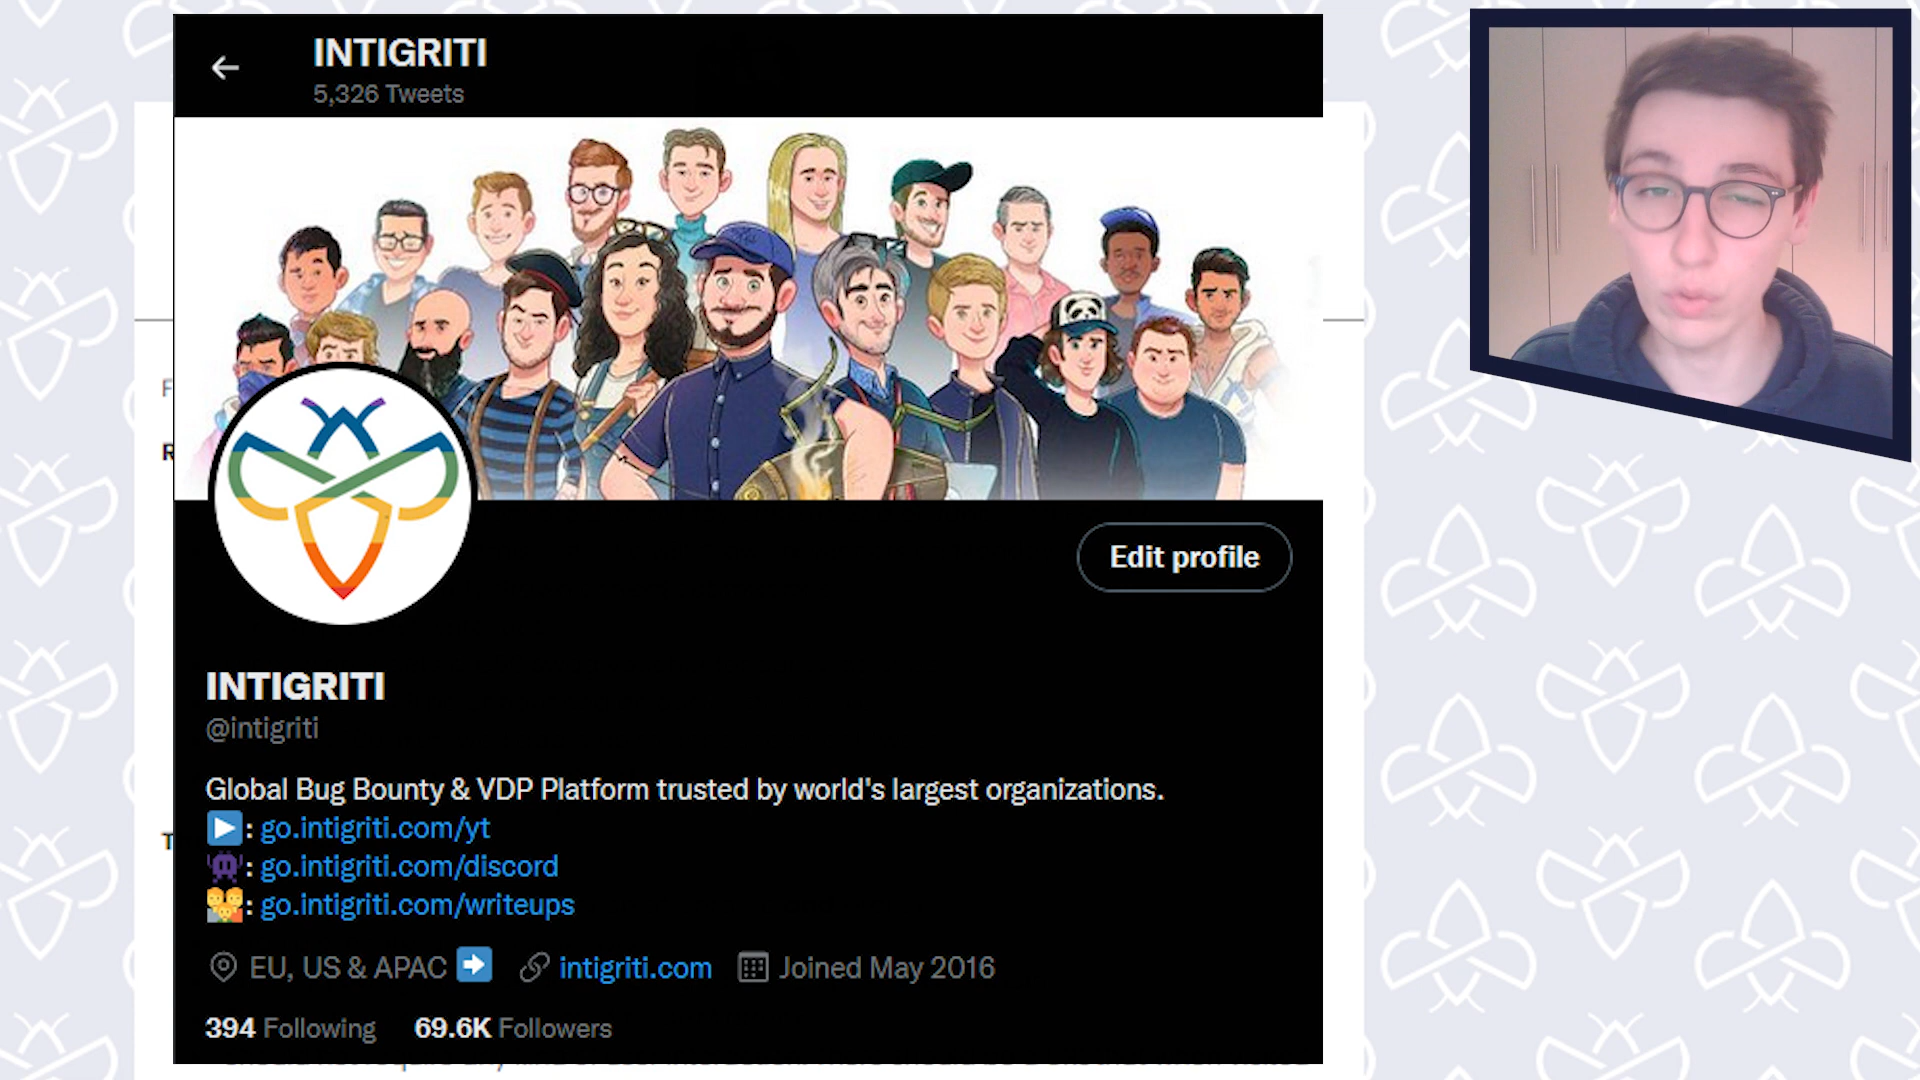 INTIGRITI
5,326 Tweets
F
R
Edit profile
INTIGRITI
@intigriti
Global Bug Bounty & VDP Platform trusted by world's largest organizations.
: go.intigriti.com/yt
: go.intigriti.com/discord
: go.intigriti.com/writeups
T
EU, US & APAC intigriti.com Joined May 2016
394 Following 69.6K Followers